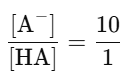 [A⁻]/[HA] = 10/1